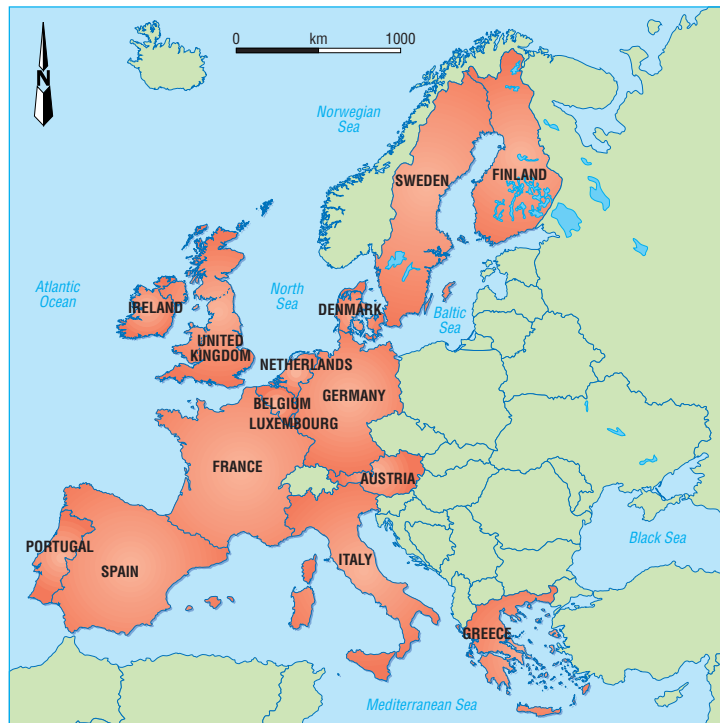 0 km 1000
N
Norwegian
Sea
SWEDEN
FINLAND
Atlantic
Ocean
North
Sea
IRELAND
DENMARK
Baltic
Sea
UNITED
KINGDOM
NETHERLANDS
BELGIUM
GERMANY
LUXEMBOURG
FRANCE
AUSTRIA
PORTUGAL
SPAIN
ITALY
Black Sea
GREECE
Mediterranean Sea